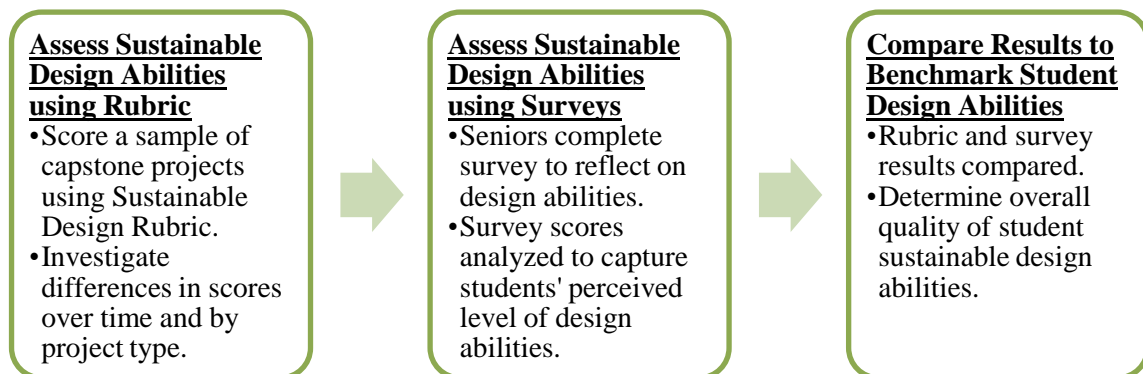 Assess Sustainable
Design Abilities
using Rubric
•Score a sample of
capstone projects
using Sustainable
Design Rubric.
•Investigate
differences in scores
over time and by
project type.
Assess Sustainable
Design Abilities
using Surveys
•Seniors complete
survey to reflect on
design abilities.
•Survey scores
analyzed to capture
students' perceived
level of design
abilities.
Compare Results to
Benchmark Student
Design Abilities
•Rubric and survey
results compared.
•Determine overall
quality of student
sustainable design
abilities.